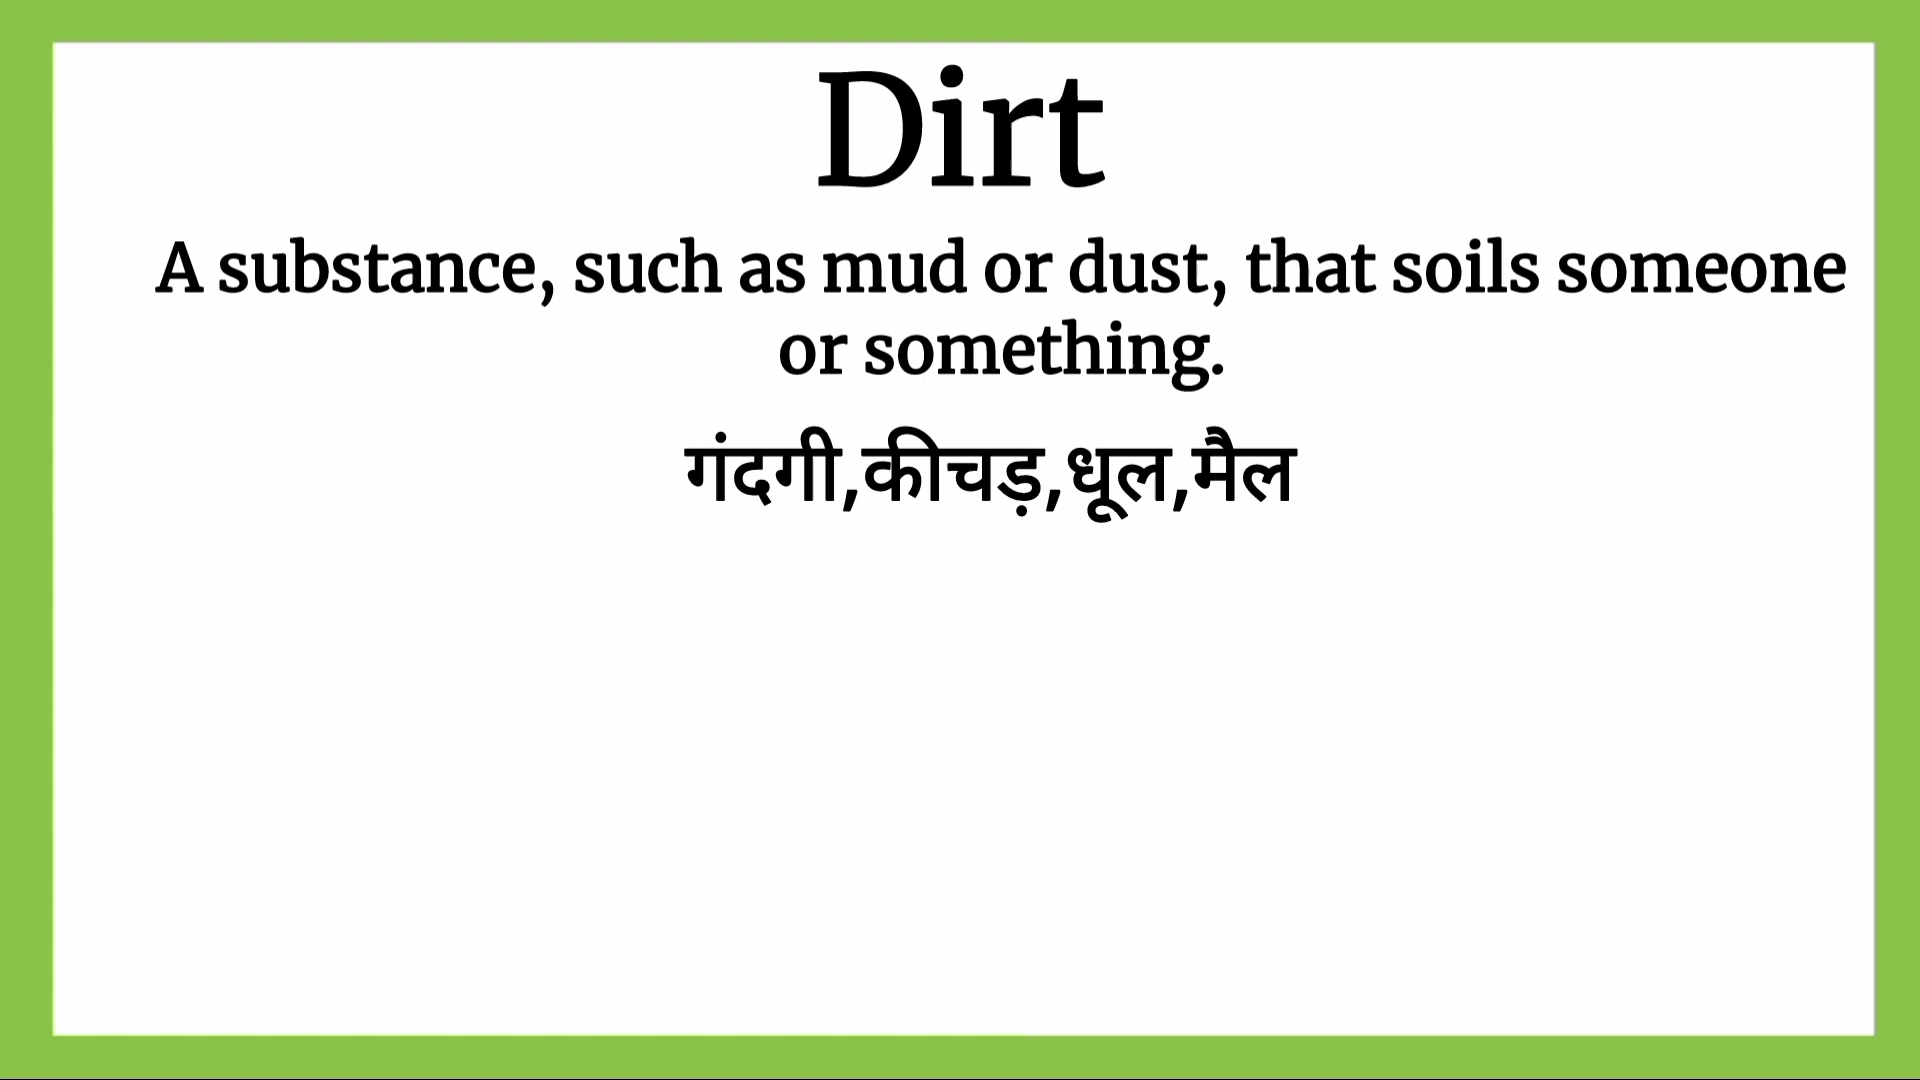 Dirt
A substance, such as mud or dust, that soils someone
or something.
गंदगी,कीचड़,धूल,मैल